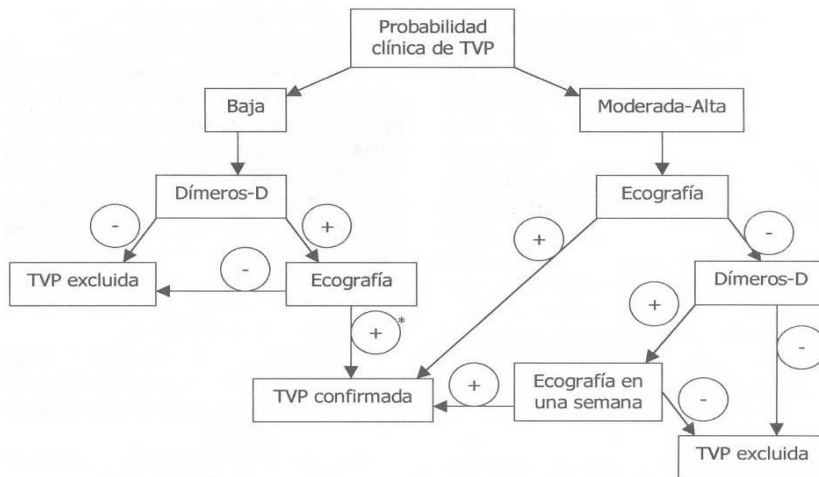 Probabilidad
clínica de TVP
Baja
Moderada-Alta
Dímeros-D
Ecografía
-
+
+
-
TVP excluida
-
Ecografía
Dímeros-D
+*
+
-
TVP confirmada
+
Ecografía en
una semana
-
TVP excluida